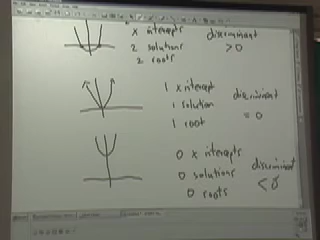 x intercepts discriminant
2 solutions > 0
2 roots
1 x intercept
1 solution discriminant
1 root = 0
0 x intercepts
0 solutions discriminant
0 roots < 0